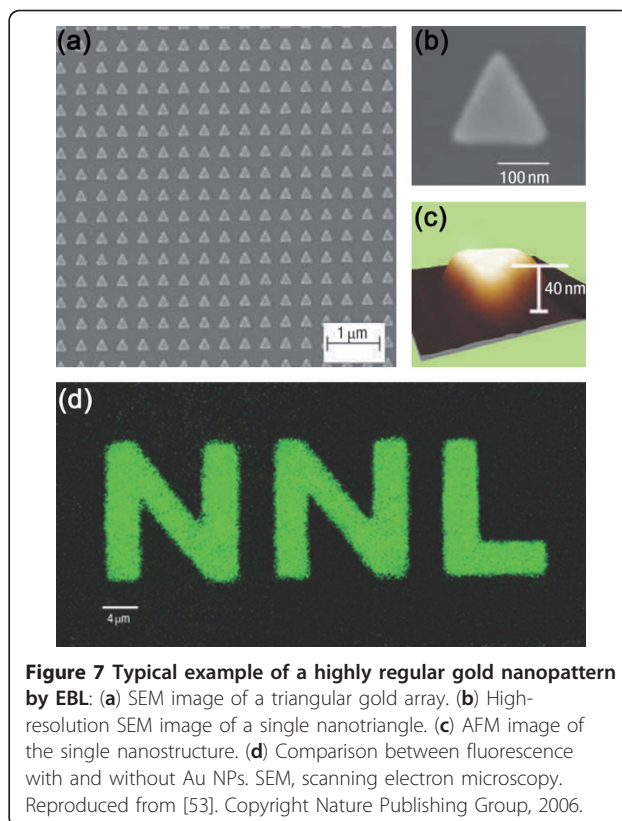 (a)
(b)
100 nm
(c)
40 nm
1 μm
(d)
NNL
4 μm
Figure 7 Typical example of a highly regular gold nanopattern
by EBL: (a) SEM image of a triangular gold array. (b) High-
resolution SEM image of a single nanotriangle. (c) AFM image of
the single nanostructure. (d) Comparison between fluorescence
with and without Au NPs. SEM, scanning electron microscopy.
Reproduced from [53]. Copyright Nature Publishing Group, 2006.